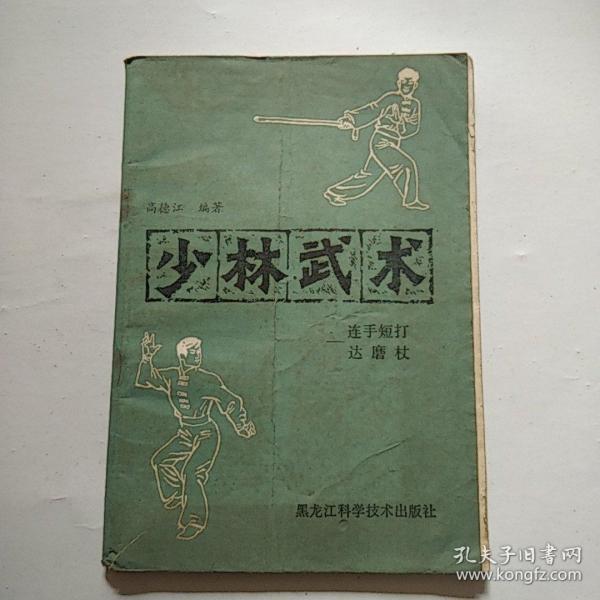 高德江 编著
少林武术
—连手短打
达磨杖
黑龙江科学技术出版社
孔夫子旧书网
www.kongfz.com